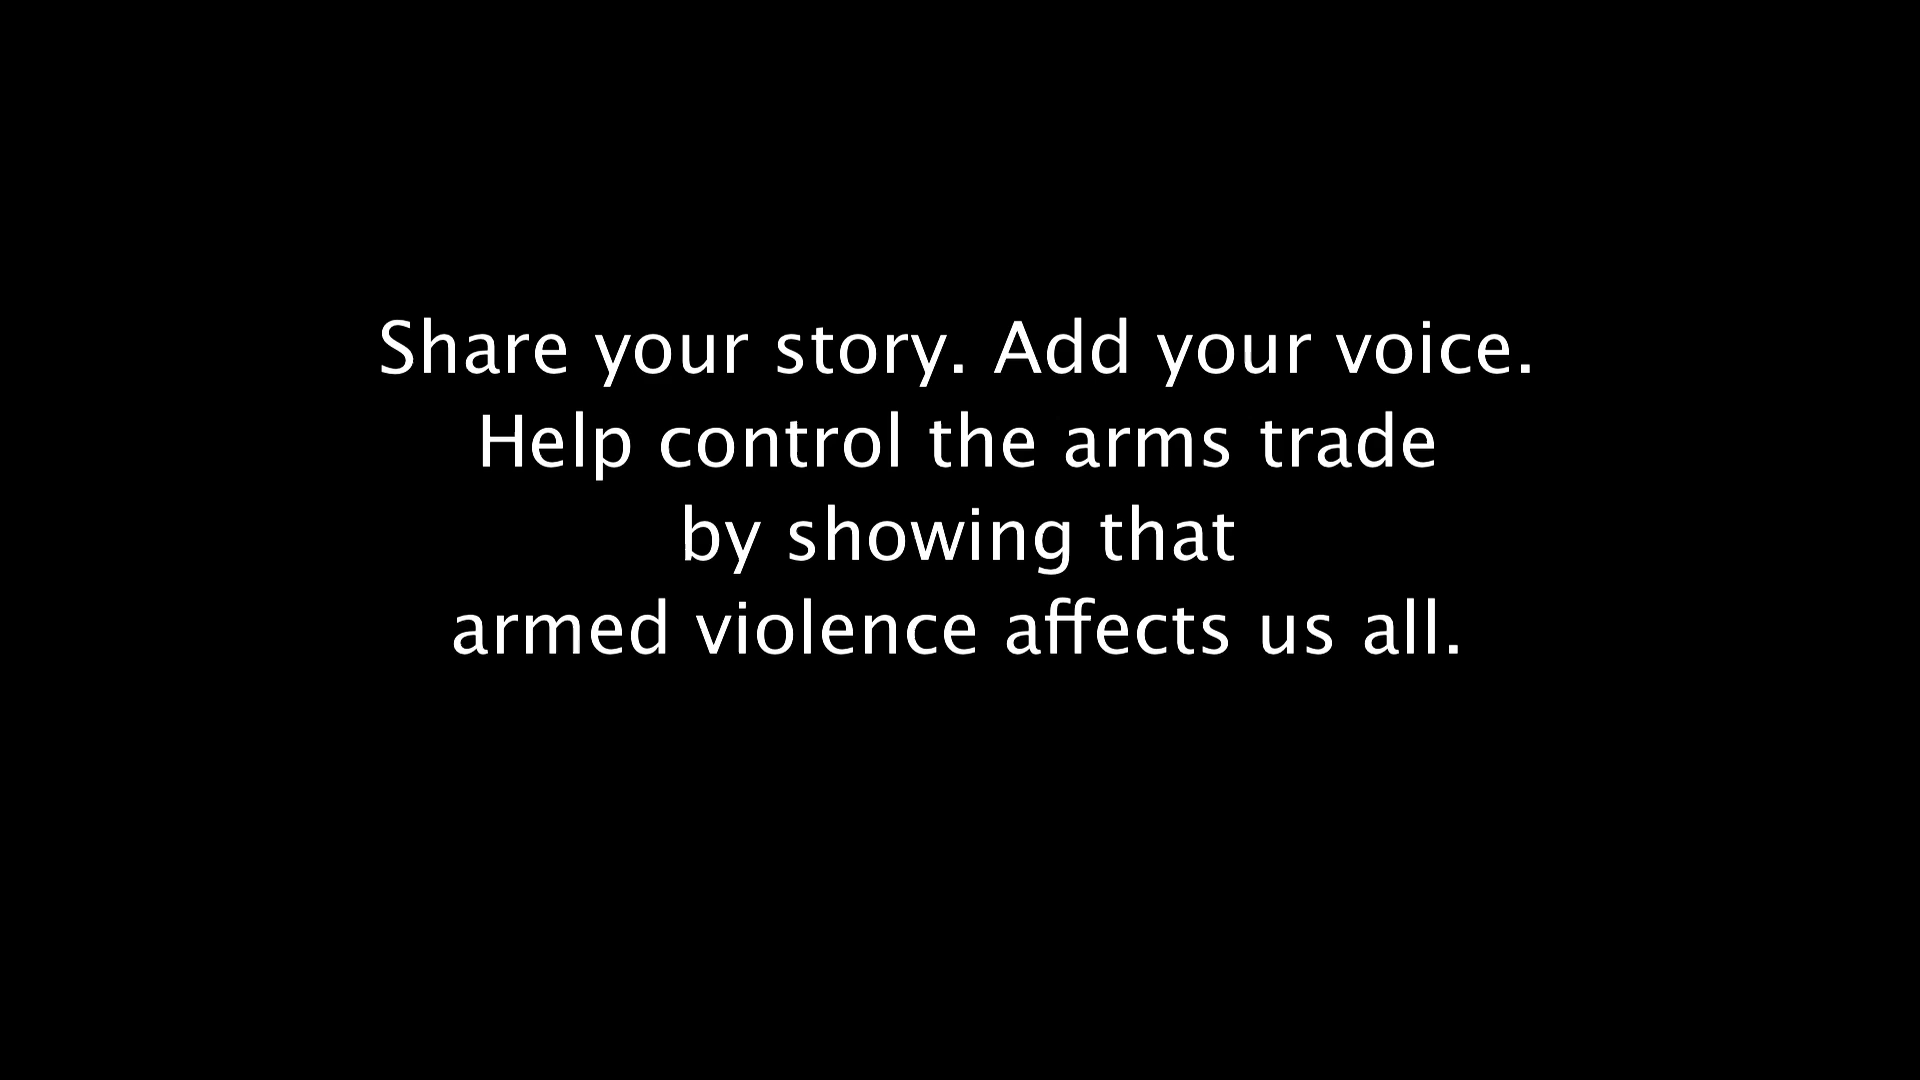 Share your story. Add your voice.
Help control the arms trade
by showing that
armed violence affects us all.